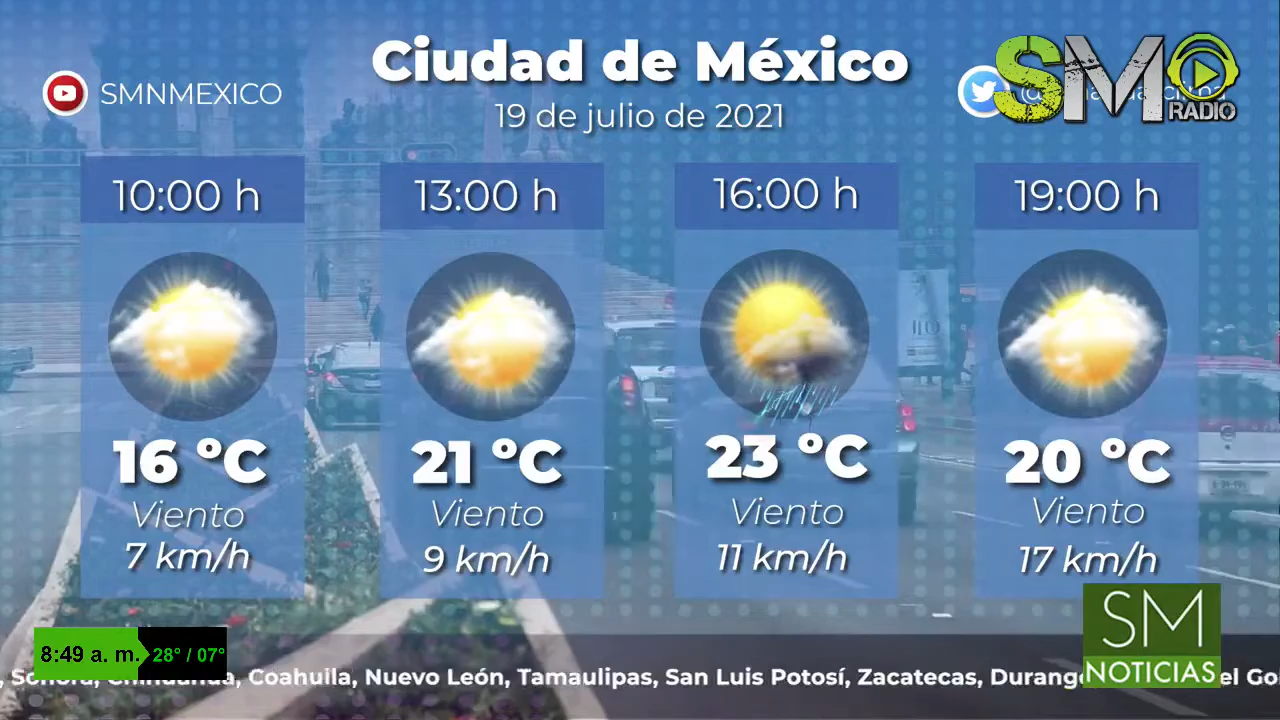 Ciudad de México
19 de julio de 2021
SMNMEXICO
SM
RADIO
10:00 h
13:00 h
16:00 h
19:00 h
16 °C
21 °C
23 °C
20 °C
Viento
Viento
Viento
Viento
7 km/h
9 km/h
11 km/h
17 km/h
8:49 a. m.
28° / 07°
, Sonora, Chihuahua, Coahuila, Nuevo León, Tamaulipas, San Luis Potosí, Zacatecas,
SM
NOTICIAS